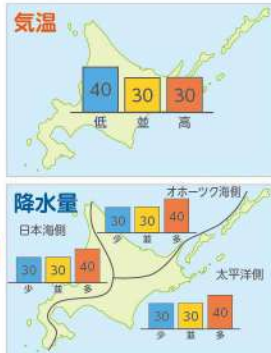 気温
40 30 30
低 並 高
降水量
オホーツク海側
30 30 40
少 並 多
日本海側
30 30 40
少 並 多
太平洋側
30 30 40
少 並 多